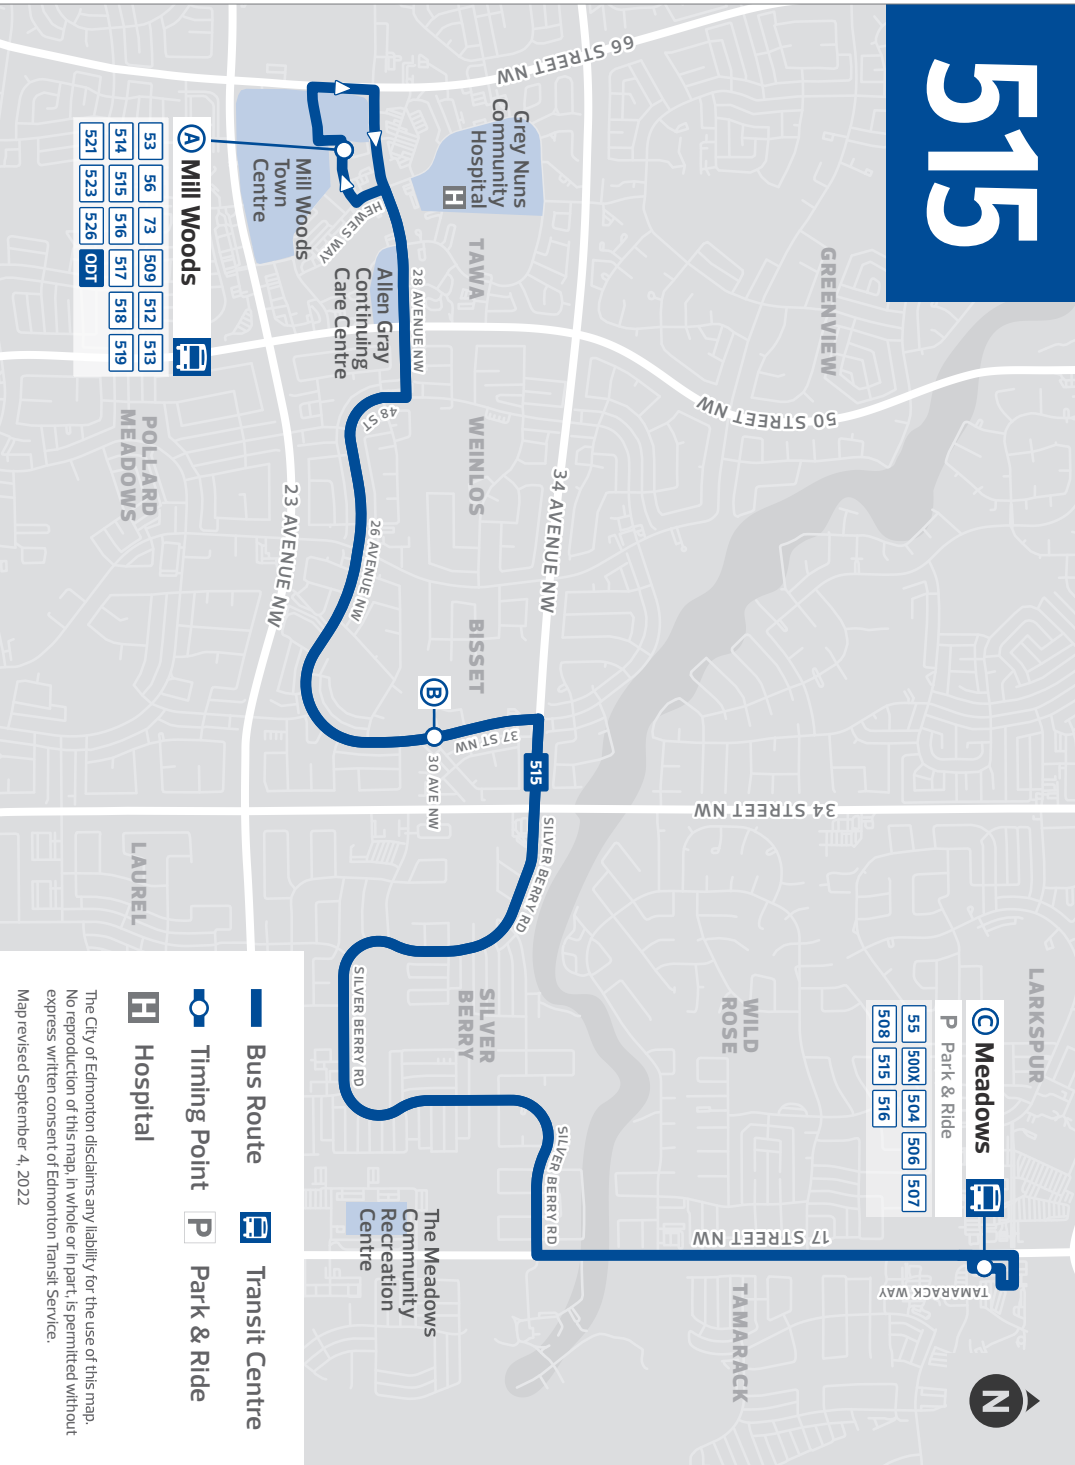 515
66 STREET NW
Grey Nuns
Community
Hospital
H
GREENVIEW
A Mill Woods
53 56 73 509 512 513
514 515 516 517 518 519
521 523 526 ODT
Mill Woods
Town
Centre
HEWES WAY
TAWA
Allen Gray
Continuing
Care Centre
28 AVENUE NW
50 STREET NW
48 ST
POLLARD
MEADOWS
WEINLOS
34 AVENUE NW
23 AVENUE NW
26 AVENUE NW
BISSET
B
37 ST NW
30 AVE NW
515
34 STREET NW
SILVER BERRY RD
LAUREL
SILVER BERRY RD
SILVER
BERRY
WILD
ROSE
LARKSPUR
C Meadows
P Park & Ride
55 500X 504 506 507
508 515 516
SILVER BERRY RD
17 STREET NW
TAMARACK WAY
The Meadows
Community
Recreation
Centre
TAMARACK
N
Bus Route
Transit Centre
Timing Point
P Park & Ride
H Hospital
The City of Edmonton disclaims any liability for the use of this map.
No reproduction of this map, in whole or in part, is permitted without
express written consent of Edmonton Transit Service.
Map revised September 4, 2022